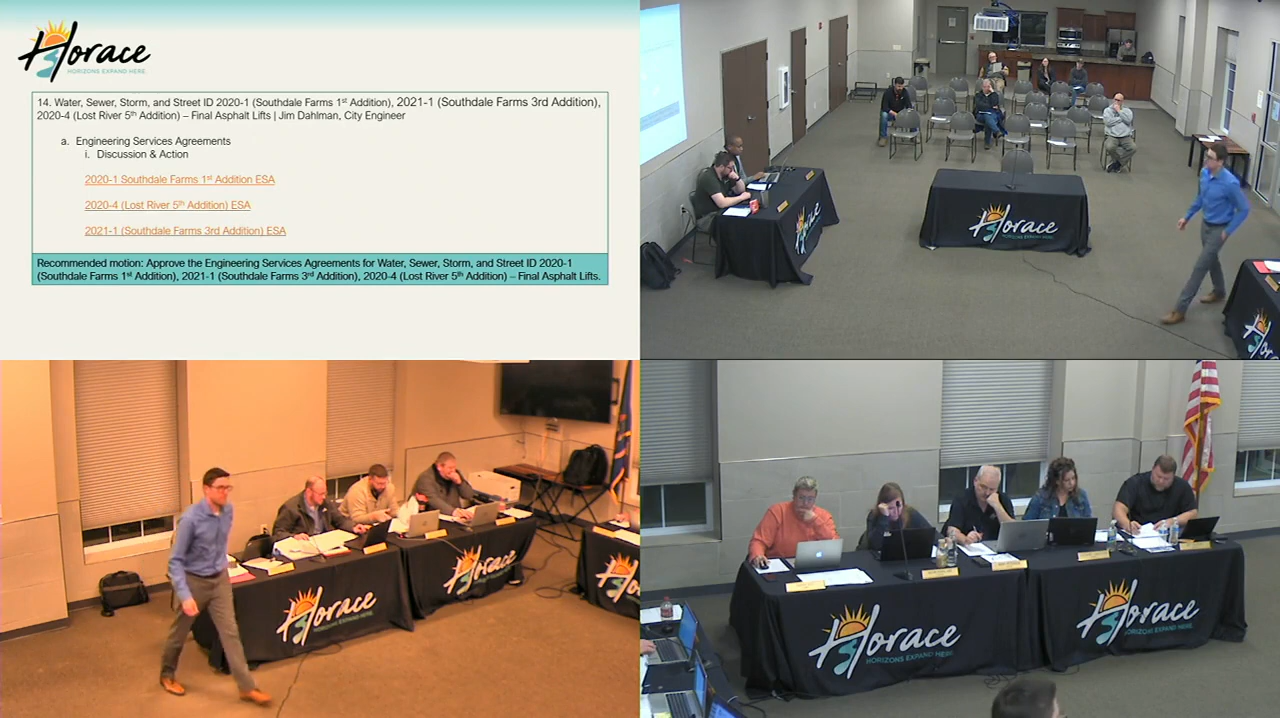 Horace
HORIZONS EXPAND HERE.
14. Water, Sewer, Storm, and Street ID 2020-1 (Southdale Farms 1st Addition), 2021-1 (Southdale Farms 3rd Addition),
2020-4 (Lost River 5th Addition) – Final Asphalt Lifts | Jim Dahlman, City Engineer
a. Engineering Services Agreements
i. Discussion & Action
2020-1 Southdale Farms 1st Addition ESA
2020-4 (Lost River 5th Addition) ESA
2021-1 (Southdale Farms 3rd Addition) ESA
Recommended motion: Approve the Engineering Services Agreements for Water, Sewer, Storm, and Street ID 2020-1
(Southdale Farms 1st Addition), 2021-1 (Southdale Farms 3rd Addition), 2020-4 (Lost River 5th Addition) – Final Asphalt Lifts.
Horace
Horace
Horace
HORIZONS EXPAND HERE.
Horace
Horace
Horace
HORIZONS EXPAND HERE.
Horace
HORIZONS EXPAND HERE.